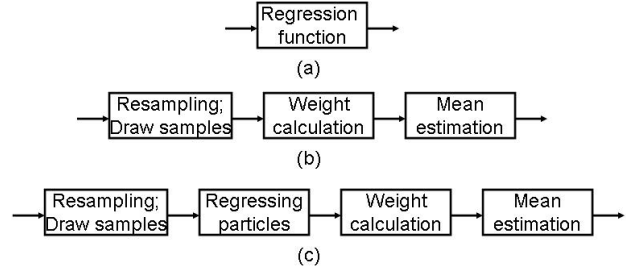 Regression
function
(a)
Resampling;
Draw samples
Weight
calculation
Mean
estimation
(b)
Resampling;
Draw samples
Regressing
particles
Weight
calculation
Mean
estimation
(c)